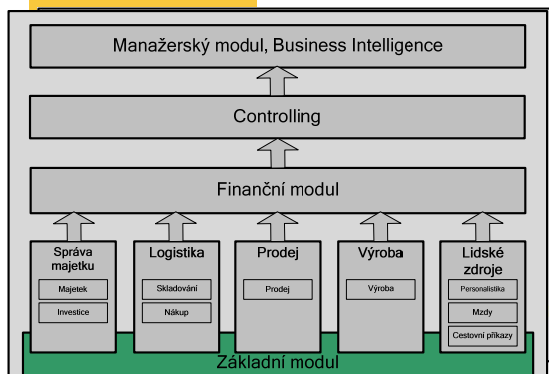 Manažerský modul, Business Intelligence
Controlling
Finanční modul
Správa
majetku
Majetek
Investice
Logistika
Skladování
Nákup
Prodej
Prodej
Výroba
Výroba
Lidské
zdroje
Personalistika
Mzdy
Cestovní příkazy
Základní modul